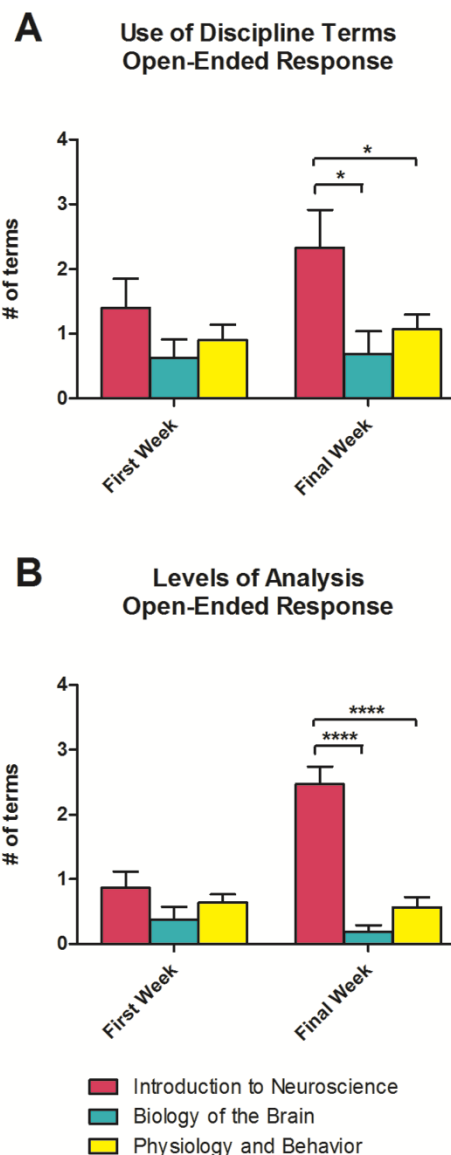 A
Use of Discipline Terms
Open-Ended Response
4
3
2
1
0
# of terms
*
*
First Week
Final Week
B
Levels of Analysis
Open-Ended Response
4
3
2
1
0
# of terms
****
****
First Week
Final Week
Introduction to Neuroscience
Biology of the Brain
Physiology and Behavior